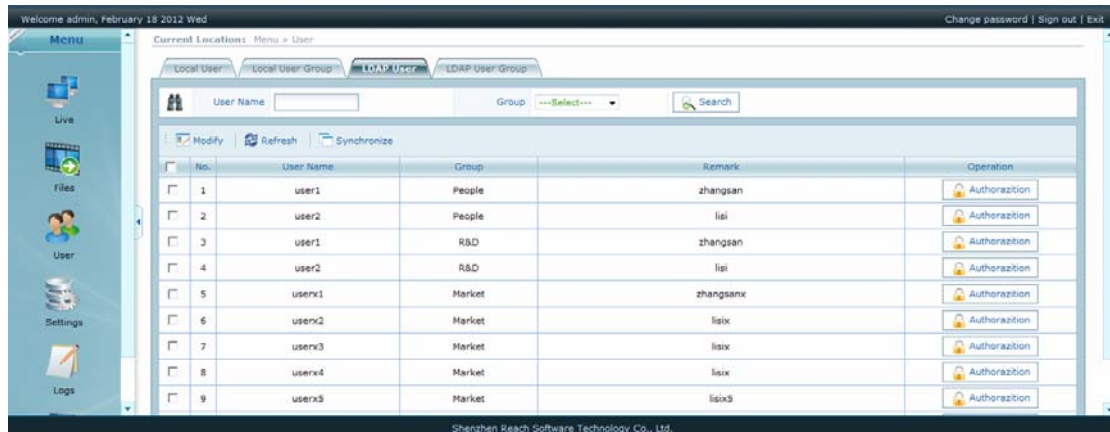 Welcome admin, February 18 2012 Wed
Change password | Sign out | Exit
Menu
Current Location: Menu > User
Local User
Local User Group
LDAP User
LDAP User Group
User Name
Group
---Select---
Search
Modify
Refresh
Synchronize
No. User Name Group Remark Operation
1 user1 People zhangsan Authorazition
2 user2 People lisi Authorazition
3 user1 R&D zhangsan Authorazition
4 user2 R&D lisi Authorazition
5 userx1 Market zhangsanx Authorazition
6 userx2 Market lisix Authorazition
7 userx3 Market lisix Authorazition
8 userx4 Market lisix Authorazition
9 userx5 Market lisix5 Authorazition
Live
Files
User
Settings
Logs
Shenzhen Reach Software Technology Co., Ltd.